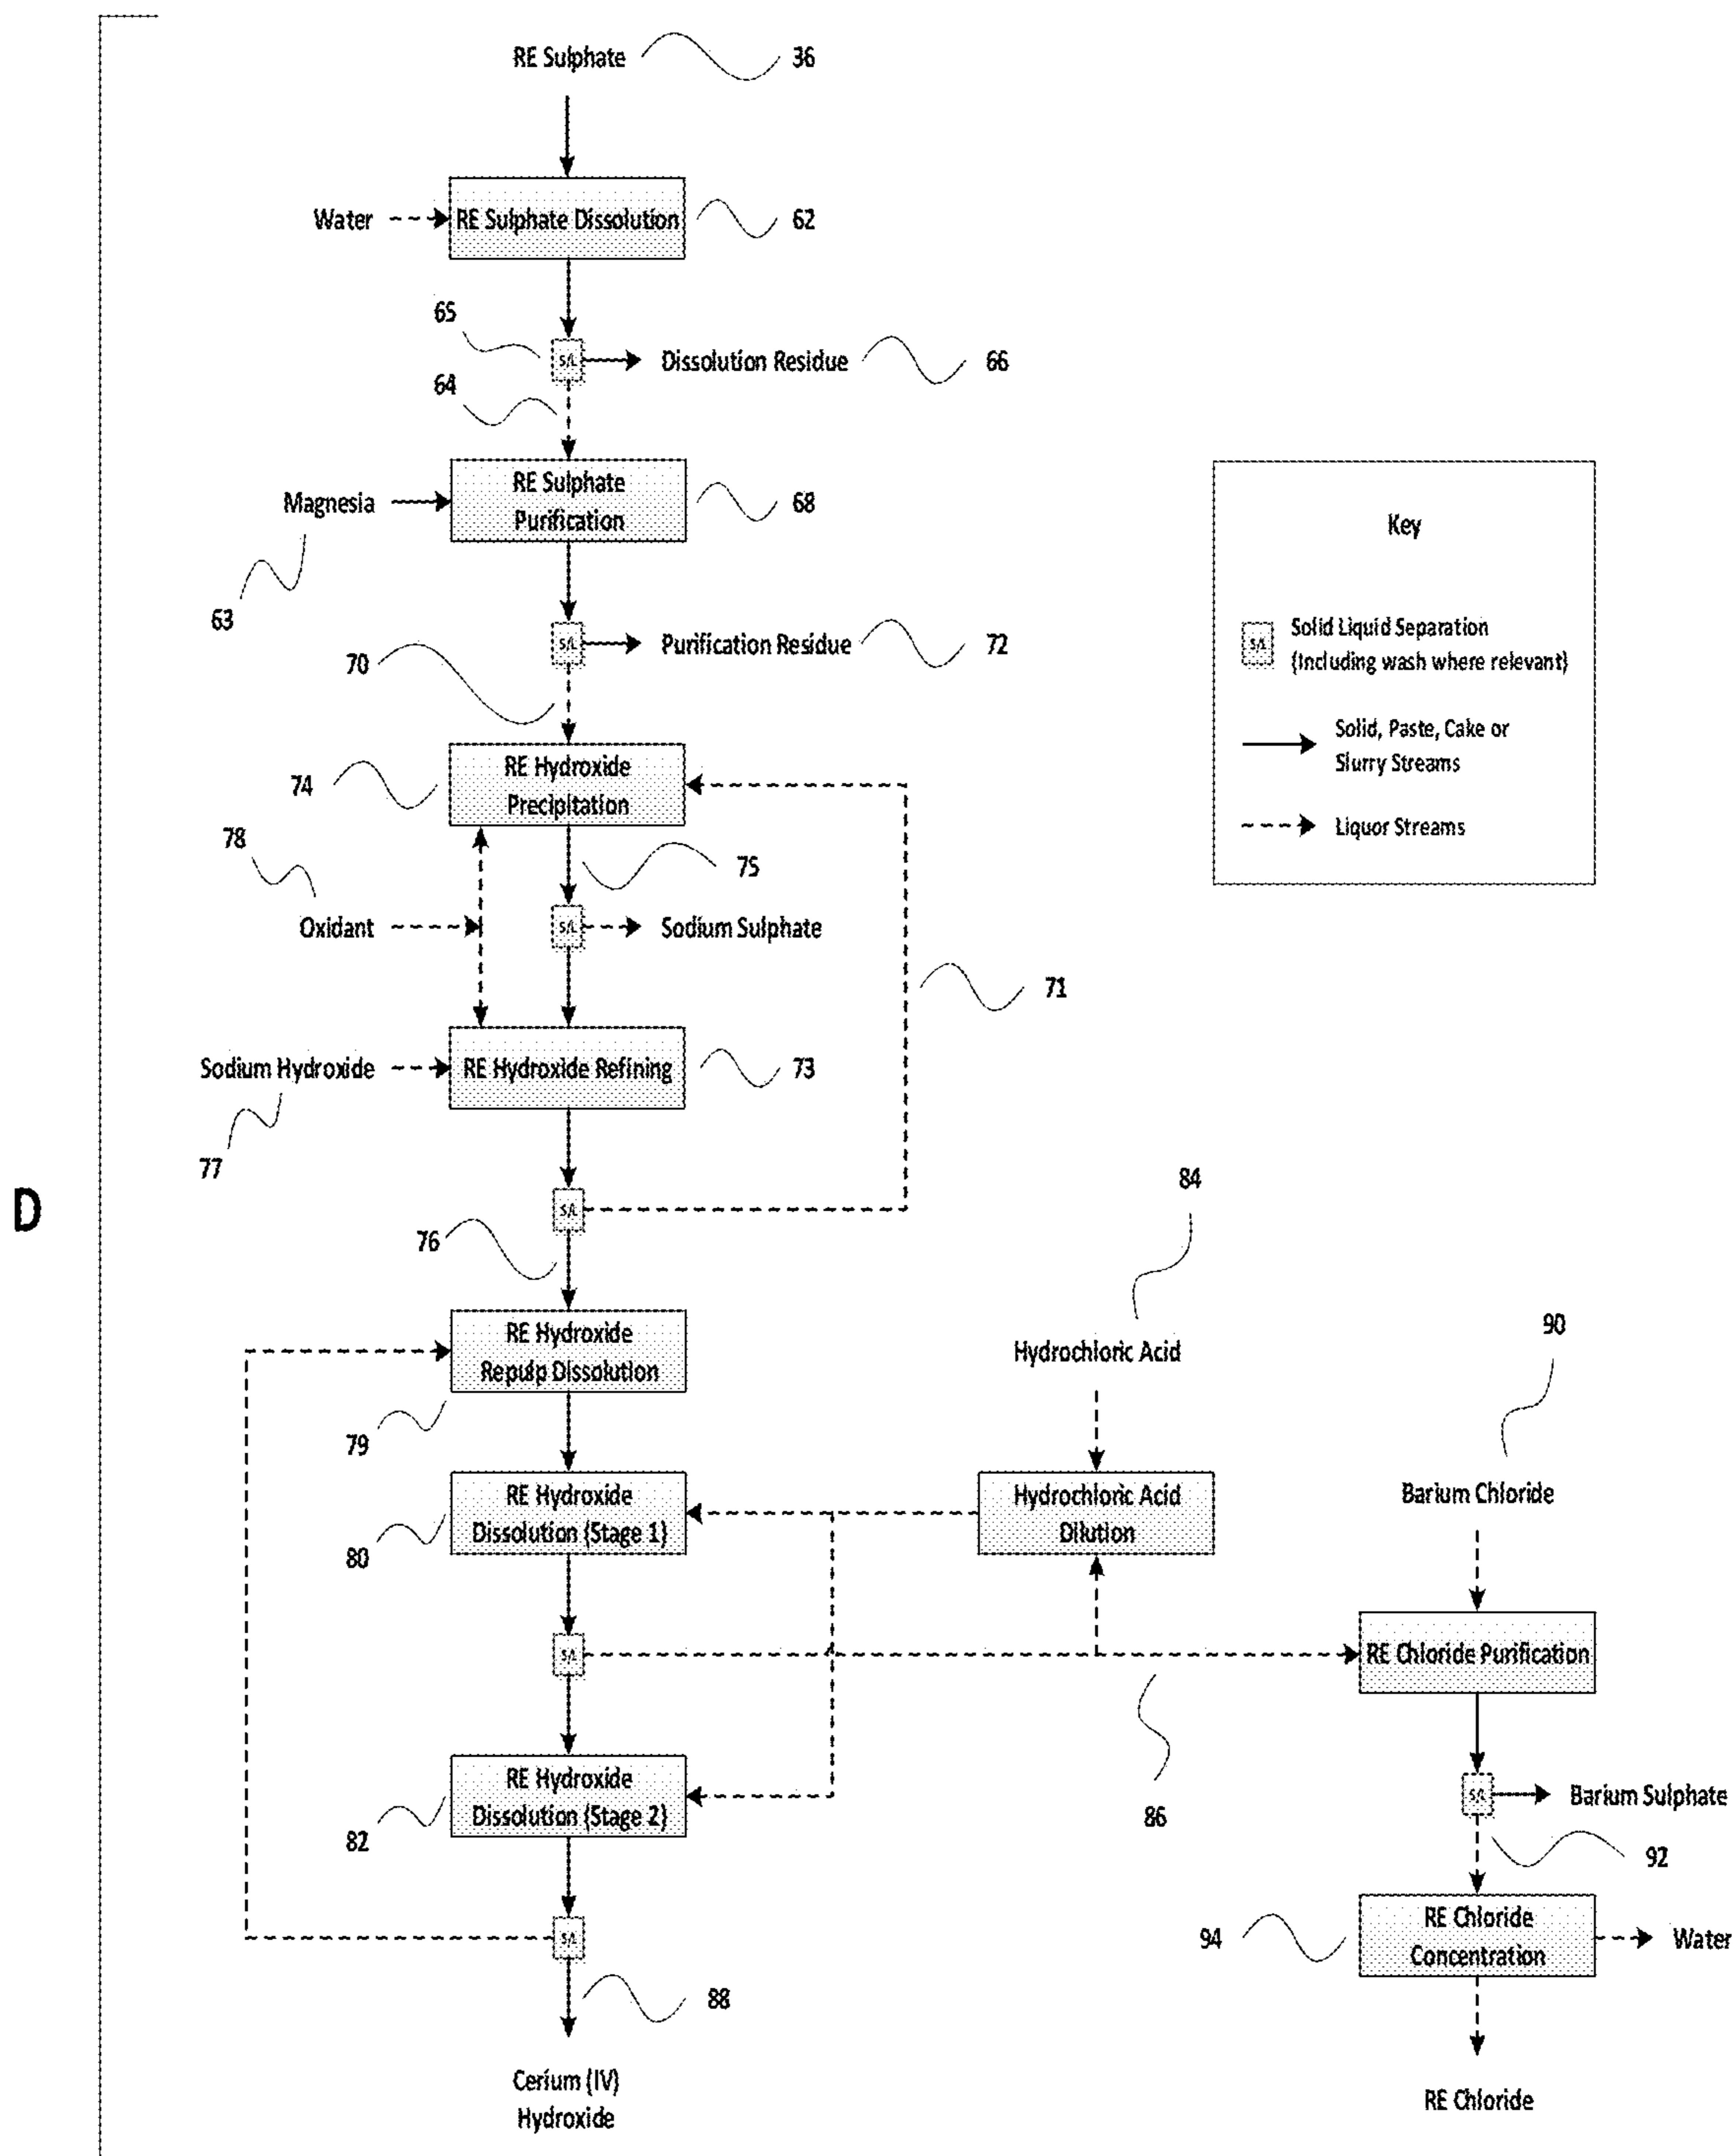 RE Sulphate
36
Water
RE Sulphate Dissolution
62
65
S/L
Dissolution Residue
66
64
Magnesia
RE Sulphate
Purification
68
63
S/L
Purification Residue
72
70
74
RE Hydroxide
Precipitation
78
75
Oxidant
S/L
Sodium Sulphate
71
Sodium Hydroxide
RE Hydroxide Refining
73
77
D
S/L
76
84
RE Hydroxide
Repulp Dissolution
79
Hydrochloric Acid
90
RE Hydroxide
Dissolution (Stage 1)
80
Hydrochloric Acid
Dilution
Barium Chloride
S/L
RE Chloride Purification
86
RE Hydroxide
Dissolution (Stage 2)
82
S/L
Barium Sulphate
92
S/L
88
94
RE Chloride
Concentration
Water
Cerium (IV)
Hydroxide
RE Chloride
Key
S/L
Solid Liquid Separation
(Including wash where relevant)
Solid, Paste, Cake or
Slurry Streams
Liquor Streams